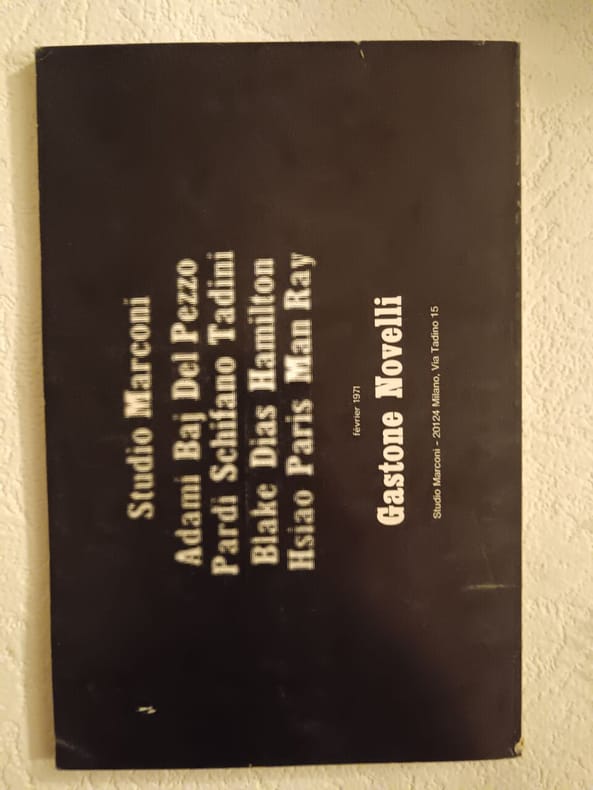 Studio Marconi
Adami Baj Del Pezzo
Pardi Schifano Tadini
Blake Dias Hamilton
Hsiao Paris Man Ray
février 1971
Gastone Novelli
Studio Marconi - 20124 Milano, Via Tadino 15